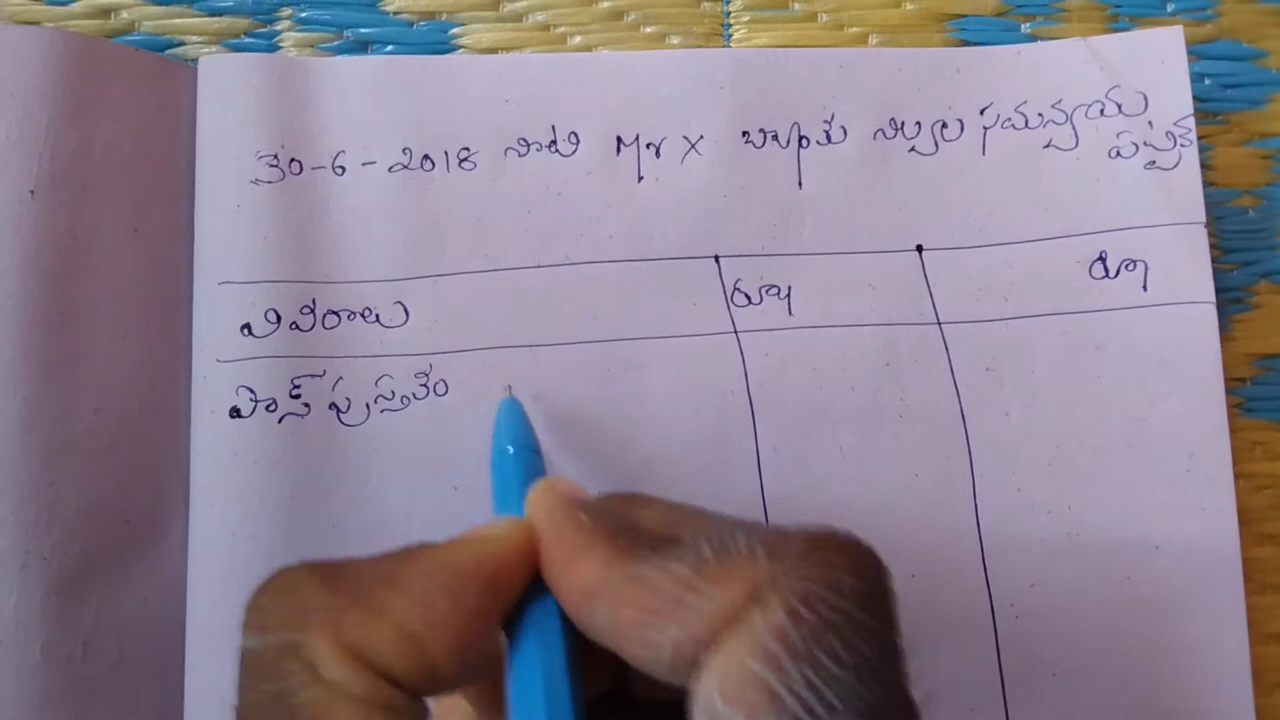 30-6-2018 నాటి Mr X బ్యాంకు నిల్వల సమన్వయ
పట్టిక
వివరాలు రూ॥ రూ
పాస్ పుస్తకం